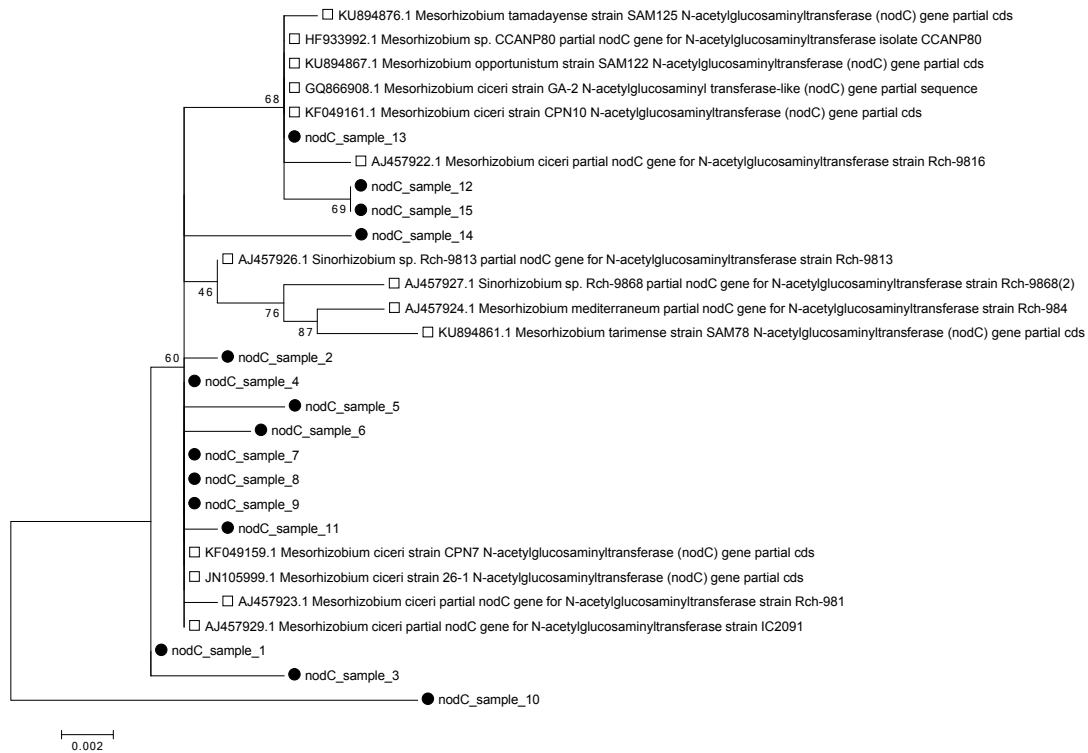 KU894876.1 Mesorhizobium tamadayense strain SAM125 N-acetylglucosaminyltransferase (nodC) gene partial cds
HF933992.1 Mesorhizobium sp. CCANP80 partial nodC gene for N-acetylglucosaminyltransferase isolate CCANP80
KU894867.1 Mesorhizobium opportunistum strain SAM122 N-acetylglucosaminyltransferase (nodC) gene partial cds
GQ866908.1 Mesorhizobium ciceri strain GA-2 N-acetylglucosaminyl transferase-like (nodC) gene partial sequence
68
KF049161.1 Mesorhizobium ciceri strain CPN10 N-acetylglucosaminyltransferase (nodC) gene partial cds
nodC_sample_13
AJ457922.1 Mesorhizobium ciceri partial nodC gene for N-acetylglucosaminyltransferase strain Rch-9816
nodC_sample_12
69
nodC_sample_15
nodC_sample_14
AJ457926.1 Sinorhizobium sp. Rch-9813 partial nodC gene for N-acetylglucosaminyltransferase strain Rch-9813
46
AJ457927.1 Sinorhizobium sp. Rch-9868 partial nodC gene for N-acetylglucosaminyltransferase strain Rch-9868(2)
76
AJ457924.1 Mesorhizobium mediterraneum partial nodC gene for N-acetylglucosaminyltransferase strain Rch-984
87
KU894861.1 Mesorhizobium tarimense strain SAM78 N-acetylglucosaminyltransferase (nodC) gene partial cds
60
nodC_sample_2
nodC_sample_4
nodC_sample_5
nodC_sample_6
nodC_sample_7
nodC_sample_8
nodC_sample_9
nodC_sample_11
KF049159.1 Mesorhizobium ciceri strain CPN7 N-acetylglucosaminyltransferase (nodC) gene partial cds
JN105999.1 Mesorhizobium ciceri strain 26-1 N-acetylglucosaminyltransferase (nodC) gene partial cds
AJ457923.1 Mesorhizobium ciceri partial nodC gene for N-acetylglucosaminyltransferase strain Rch-981
AJ457929.1 Mesorhizobium ciceri partial nodC gene for N-acetylglucosaminyltransferase strain IC2091
nodC_sample_1
nodC_sample_3
nodC_sample_10
0.002